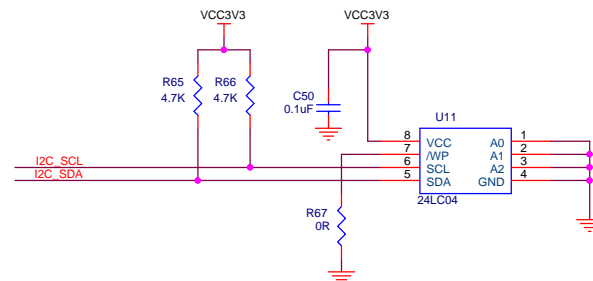 VCC3V3
VCC3V3
R65
4.7K
R66
4.7K
C50
0.1uF
U11
8 VCC A0 1
7 /WP A1 2
6 SCL A2 3
5 SDA GND 4
24LC04
I2C_SCL
I2C_SDA
R67
0R